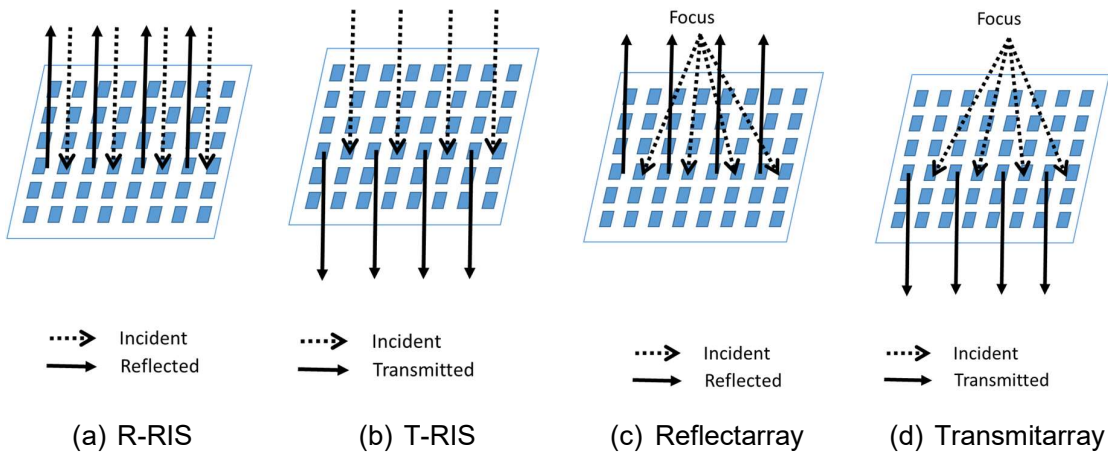 Focus
Focus
Incident
Reflected
Incident
Transmitted
Incident
Reflected
Incident
Transmitted
(a) R-RIS
(b) T-RIS
(c) Reflectarray
(d) Transmitarray